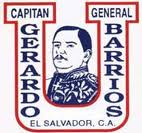 CAPITAN GENERAL
GERARDO
BARRIOS
EL SALVADOR, C.A.